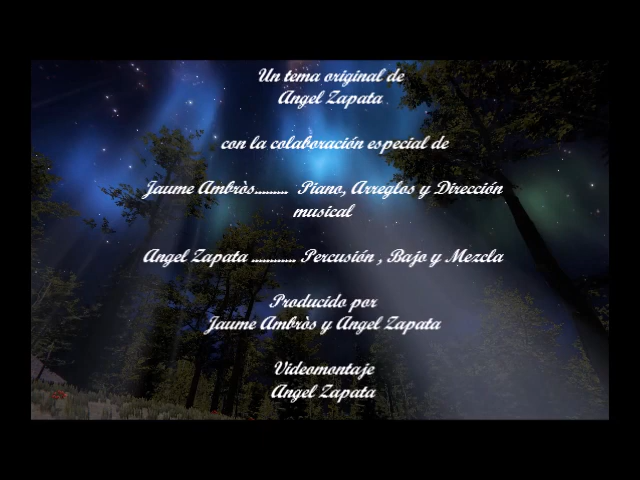 Un tema original de
Angel Zapata
con la colaboración especial de
Jaume Ambròs......... Piano, Arreglos y Dirección
musical
Angel Zapata ............ Percusión , Bajo y Mezcla
Producido por
Jaume Ambròs y Angel Zapata
Videomontaje
Angel Zapata